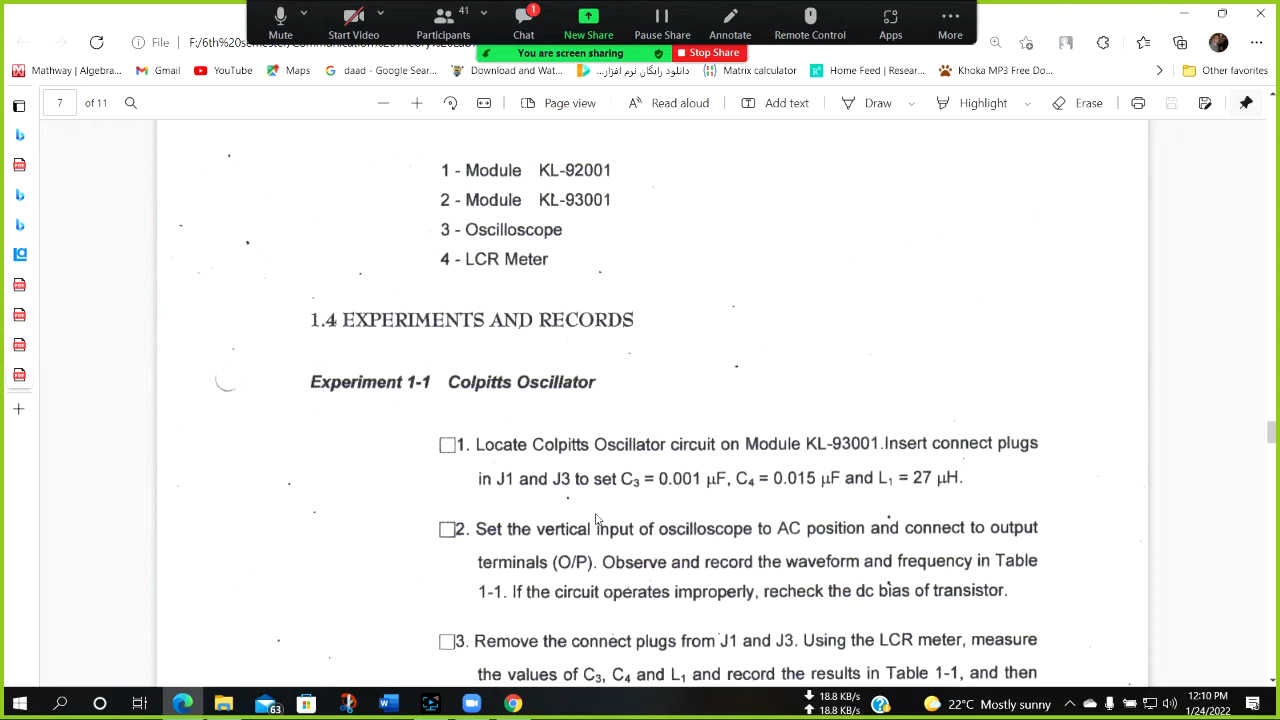 41
1
Mute
Start Video
Participants
Chat
New Share
Pause Share
Annotate
Remote Control
Apps
More
You are screen sharing
Stop Share
File
Mathway | Algebra...
Gmail
YouTube
Maps
daad - Google Sear...
Download and Wat...
دانلود رایگان نرم افزار...
Matrix calculator
Home Feed | Resear...
Khoka MP3 Free Do...
Other favorites
7 of 11
Page view
Read aloud
Add text
Draw
Highlight
Erase
1 - Module KL-92001
2 - Module KL-93001
3 - Oscilloscope
4 - LCR Meter
1.4 EXPERIMENTS AND RECORDS
Experiment 1-1 Colpitts Oscillator
1. Locate Colpitts Oscillator circuit on Module KL-93001.Insert connect plugs
in J1 and J3 to set C₃ = 0.001 μF, C₄ = 0.015 μF and L₁ = 27 μH.
2. Set the vertical input of oscilloscope to AC position and connect to output
terminals (O/P). Observe and record the waveform and frequency in Table
1-1. If the circuit operates improperly, recheck the dc bias of transistor.
3. Remove the connect plugs from J1 and J3. Using the LCR meter, measure
the values of C₃, C₄ and L₁ and record the results in Table 1-1, and then
63
18.8 KB/s
18.8 KB/s
22°C Mostly sunny
12:10 PM
1/24/2022